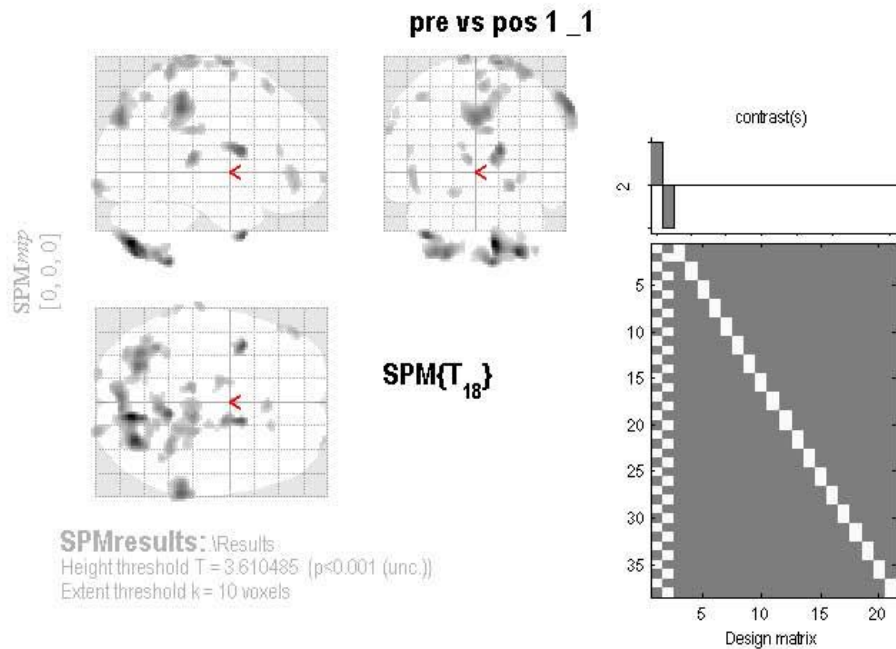 pre vs pos 1 _1
contrast(s)
2
SPMmip
[0, 0, 0]
<
<
<
SPM{T18}
5
10
15
20
25
30
35
5 10 15 20
Design matrix
SPMresults: .\Results
Height threshold T = 3.610485 (p<0.001 (unc.))
Extent threshold k = 10 voxels